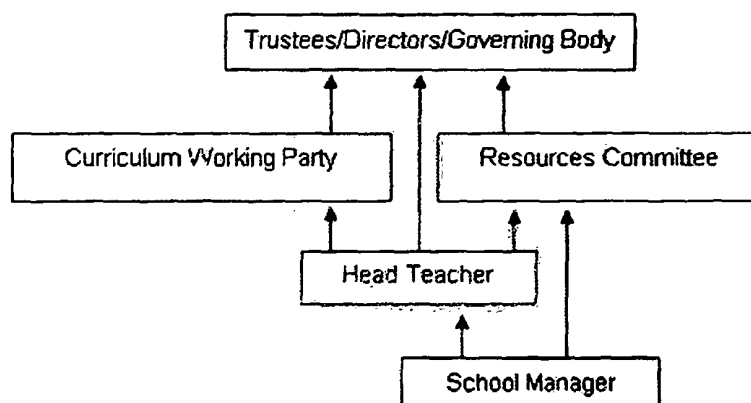 Trustees/Directors/Governing Body
Curriculum Working Party
Resources Committee
Head Teacher
School Manager